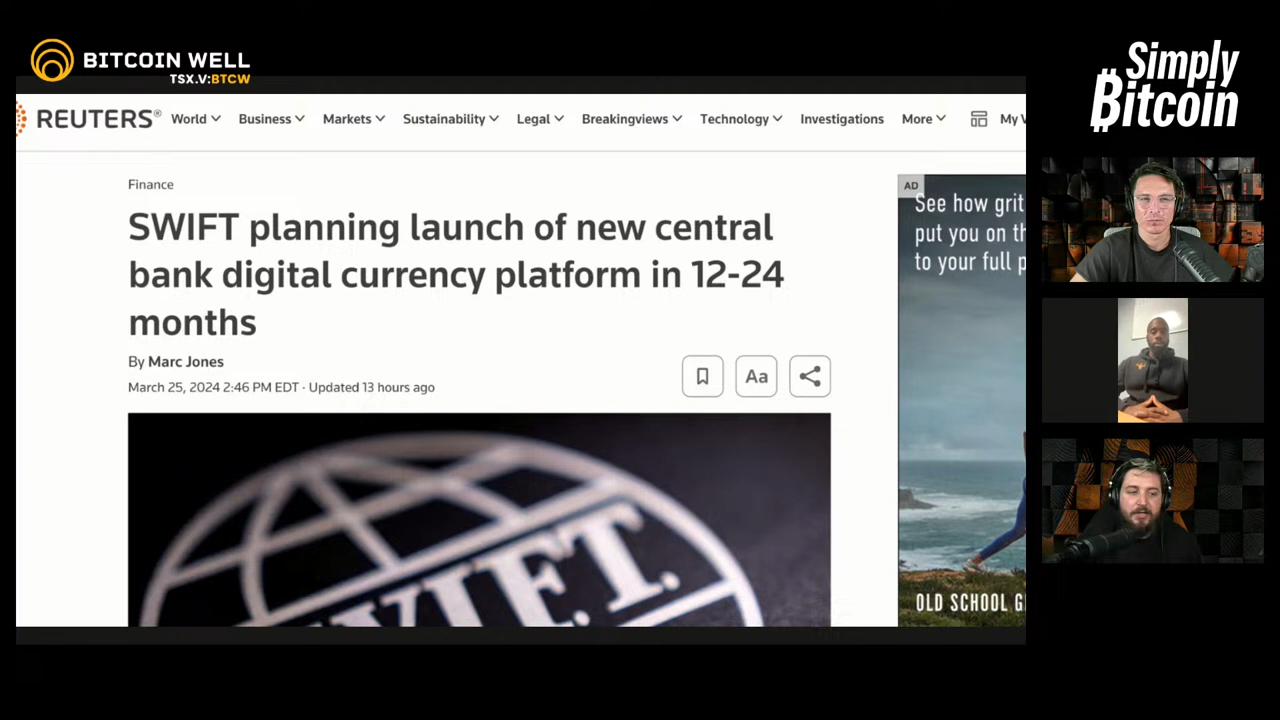 BITCOIN WELL
TSX.V:BTCW
Simply
Bitcoin
REUTERS®
World
Business
Markets
Sustainability
Legal
Breakingviews
Technology
Investigations
More
My
Finance
SWIFT planning launch of new central
bank digital currency platform in 12-24
months
By Marc Jones
March 25, 2024 2:46 PM EDT · Updated 13 hours ago
Aa
AD
See how grit
put you on
to your full
OLD SCHOOL
S.W.I.F.T.